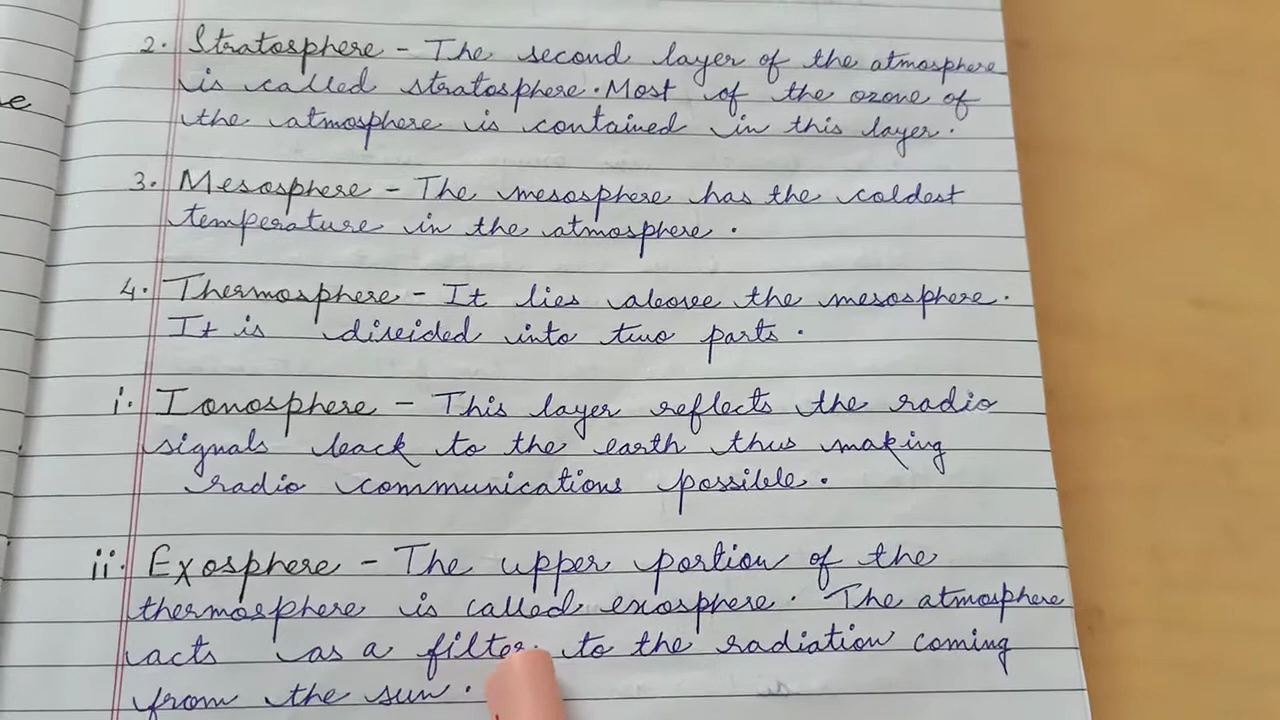 2. Stratosphere - The second layer of the atmosphere
is called stratosphere. Most of the ozone of
the atmosphere is contained in this layer.
3. Mesosphere - The mesosphere has the coldest
temperature in the atmosphere.
4. Thermosphere - It lies above the mesosphere.
It is divided into two parts.
i. Ionosphere - This layer reflects the radio
signals back to the earth thus making
radio communications possible.
ii. Exosphere - The upper portion of the
thermosphere is called exosphere. The atmosphere
acts as a filter to the radiation coming
from the sun.